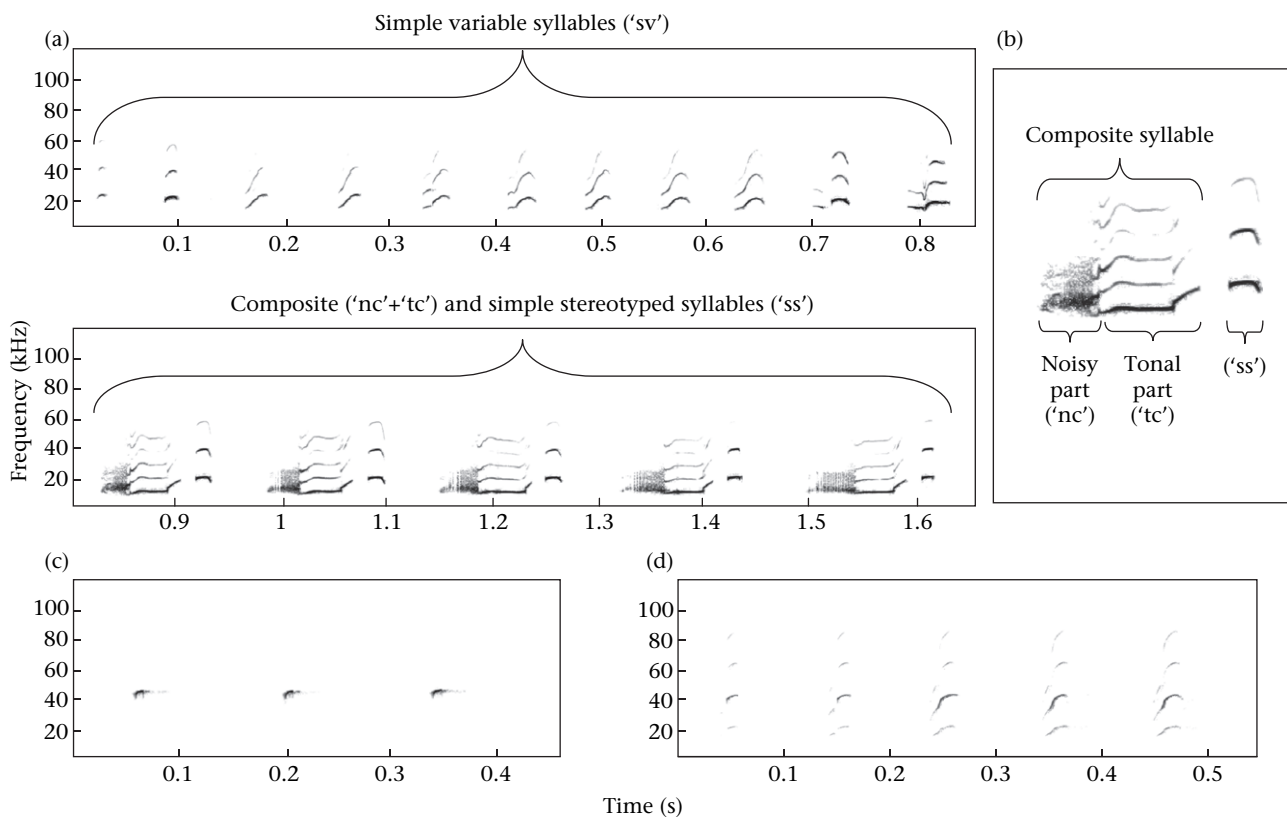 (a)
Simple variable syllables (‘sv’)
100
80
60
40
20
0.1 0.2 0.3 0.4 0.5 0.6 0.7 0.8
Composite (‘nc’+‘tc’) and simple stereotyped syllables (‘ss’)
Frequency (kHz)
100
80
60
40
20
0.9 1 1.1 1.2 1.3 1.4 1.5 1.6
(b)
Composite syllable
Noisy part (‘nc’)
Tonal part (‘tc’)
(‘ss’)
(c)
100
80
60
40
20
0.1 0.2 0.3 0.4
(d)
100
80
60
40
20
0.1 0.2 0.3 0.4 0.5
Time (s)